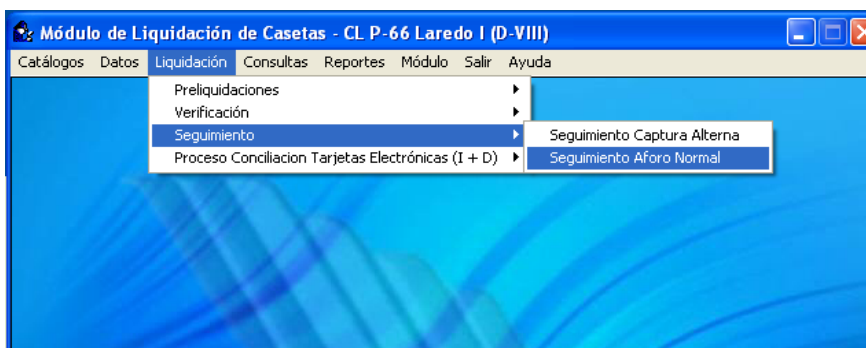 Módulo de Liquidación de Casetas - CL P-66 Laredo I (D-VIII)
Catálogos Datos Liquidación Consultas Reportes Módulo Salir Ayuda
Preliquidaciones
Verificación
Seguimiento
Proceso Conciliacion Tarjetas Electrónicas (I + D)
Seguimiento Captura Alterna
Seguimiento Aforo Normal